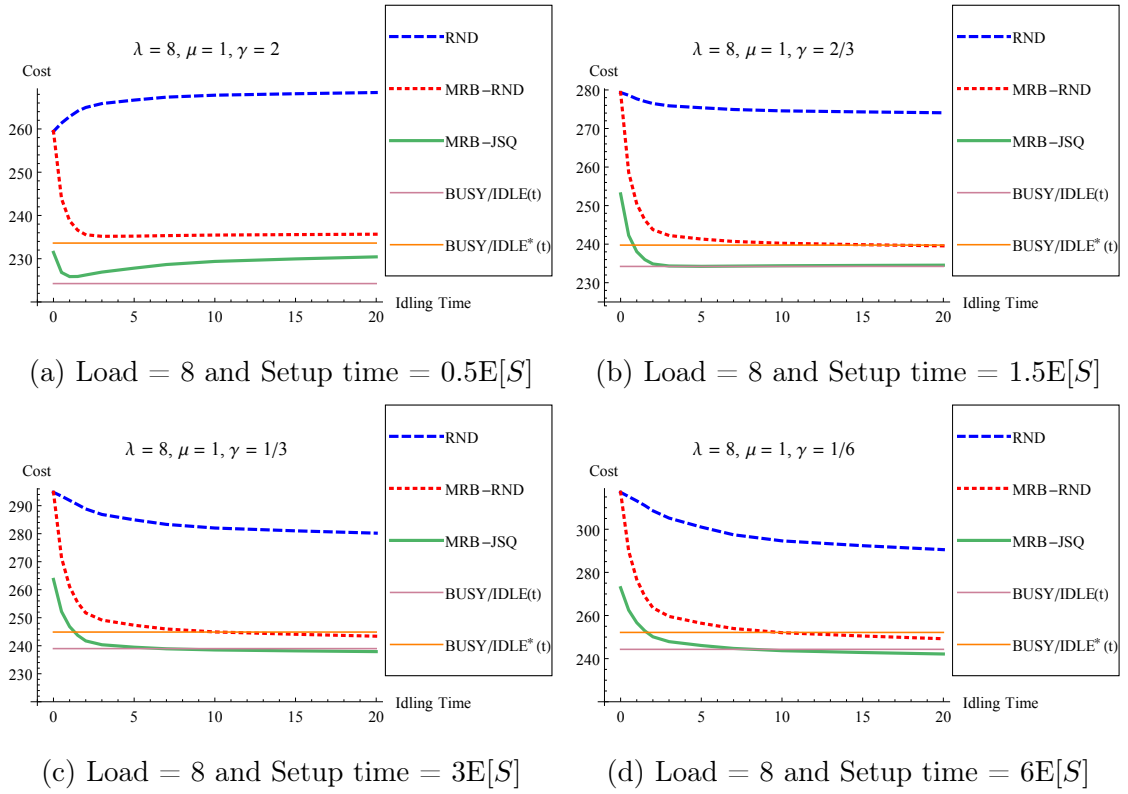 λ = 8, μ = 1, γ = 2
Cost
260
250
240
230
0
5
10
15
20
Idling Time
RND
MRB−RND
MRB−JSQ
BUSY/IDLE(t)
BUSY/IDLE*(t)
(a) Load = 8 and Setup time = 0.5E[S]
λ = 8, μ = 1, γ = 2/3
Cost
280
270
260
250
240
230
0
5
10
15
20
Idling Time
RND
MRB−RND
MRB−JSQ
BUSY/IDLE(t)
BUSY/IDLE*(t)
(b) Load = 8 and Setup time = 1.5E[S]
λ = 8, μ = 1, γ = 1/3
Cost
290
280
270
260
250
240
230
0
5
10
15
20
Idling Time
RND
MRB−RND
MRB−JSQ
BUSY/IDLE(t)
BUSY/IDLE*(t)
(c) Load = 8 and Setup time = 3E[S]
λ = 8, μ = 1, γ = 1/6
Cost
300
280
260
240
0
5
10
15
20
Idling Time
RND
MRB−RND
MRB−JSQ
BUSY/IDLE(t)
BUSY/IDLE*(t)
(d) Load = 8 and Setup time = 6E[S]